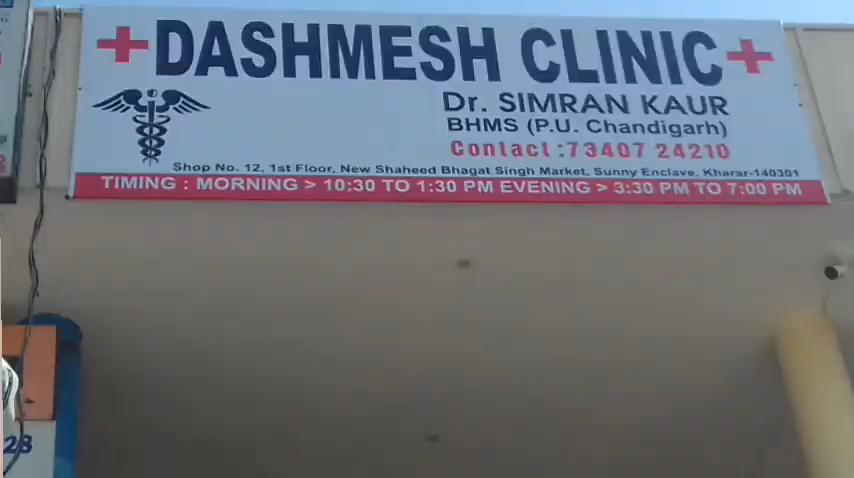 DASHMESH CLINIC
Dr. SIMRAN KAUR
BHMS (P.U. Chandigarh)
Contact :73407 24210
Shop No. 12, 1st Floor, New Shaheed Bhagat Singh Market, Sunny Enclave, Kharar-140301
TIMING : MORNING > 10:30 TO 1:30 PM EVENING > 3:30 PM TO 7:00 PM
23